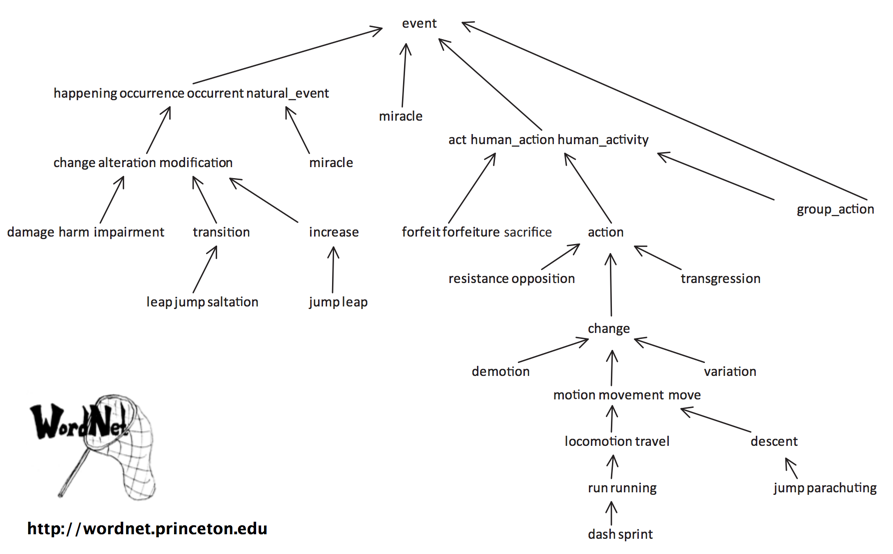 event
happening occurrence occurrent natural_event
miracle
act human_action human_activity
change alteration modification
miracle
group_action
damage harm impairment
transition
increase
forfeit forfeiture sacrifice
action
resistance opposition
transgression
leap jump saltation
jump leap
change
demotion
variation
motion movement move
WordNet
locomotion travel
descent
run running
jump parachuting
http://wordnet.princeton.edu
dash sprint